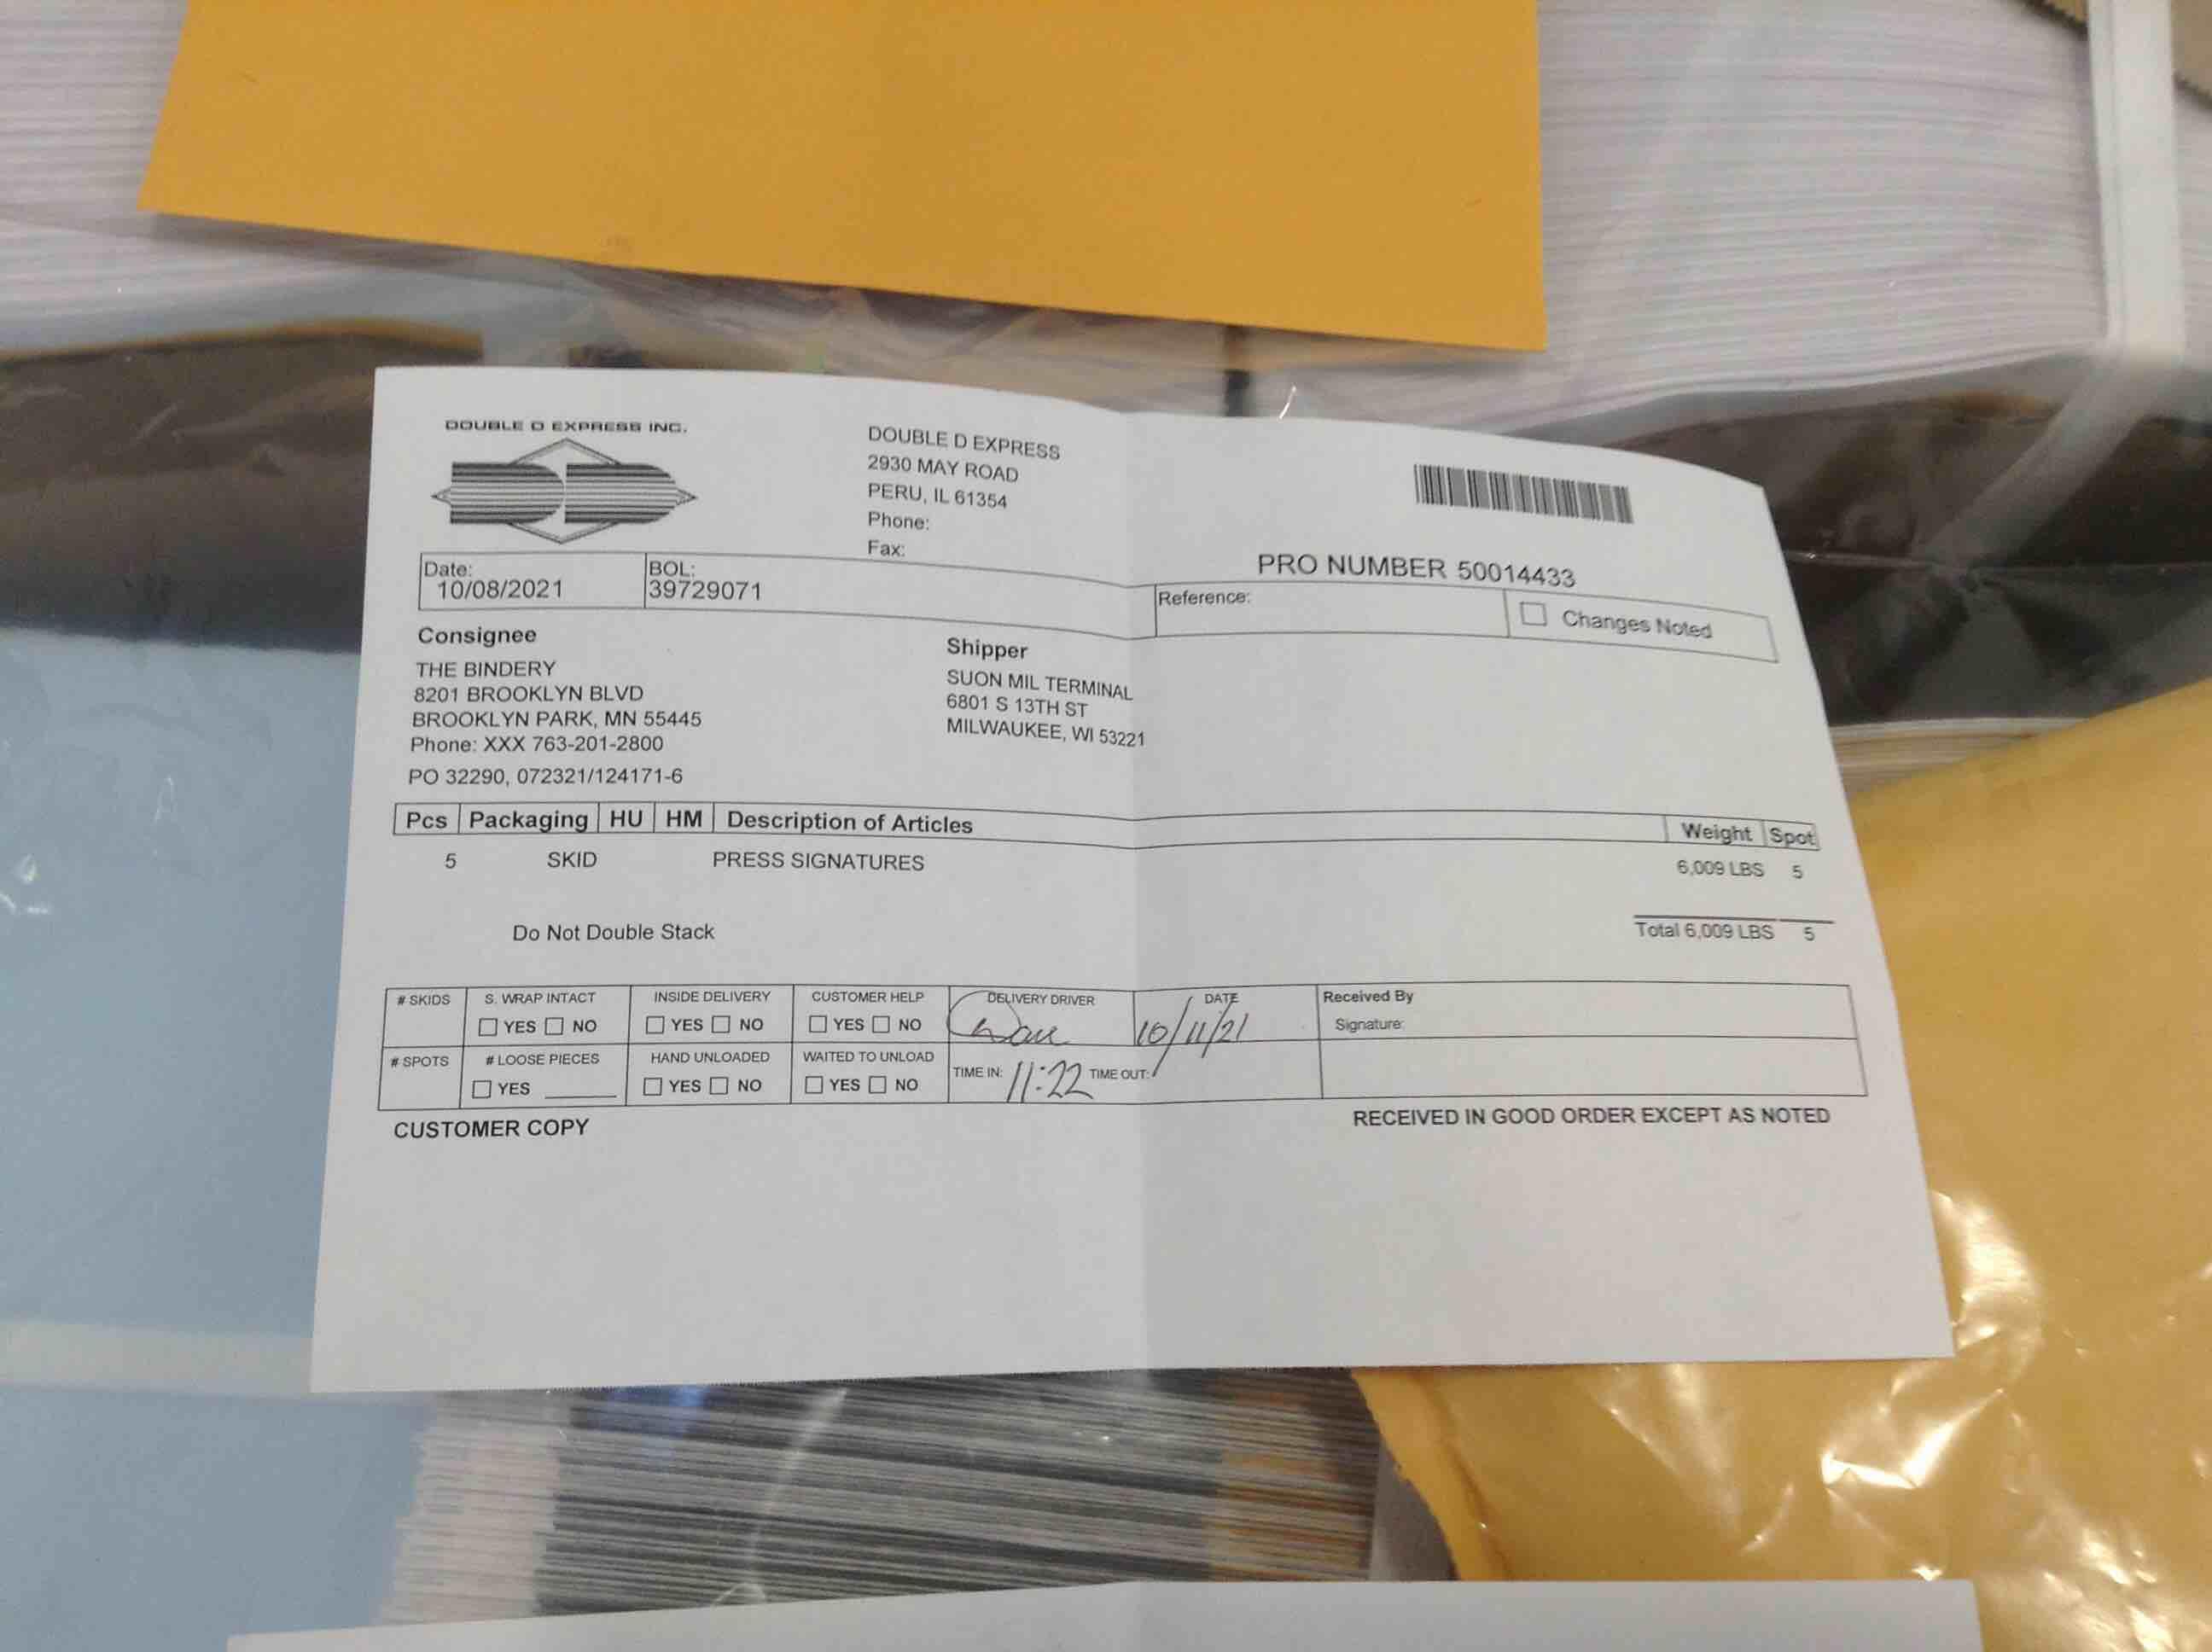 DOUBLE D EXPRESS INC.
DOUBLE D EXPRESS
2930 MAY ROAD
PERU, IL 61354
Phone:
Fax:
PRO NUMBER 50014433
Date:
10/08/2021
BOL:
39729071
Reference:
Changes Noted
Consignee
THE BINDERY
8201 BROOKLYN BLVD
BROOKLYN PARK, MN 55445
Phone: XXX 763-201-2800
PO 32290, 072321/124171-6
Shipper
SUON MIL TERMINAL
6801 S 13TH ST
MILWAUKEE, WI 53221
Pcs Packaging HU HM Description of Articles Weight Spot
5 SKID PRESS SIGNATURES 6,009 LBS 5
Do Not Double Stack Total 6,009 LBS 5
# SKIDS S. WRAP INTACT INSIDE DELIVERY CUSTOMER HELP DELIVERY DRIVER DATE Received By
YES NO YES NO YES NO 10/11/21 Signature:
# SPOTS # LOOSE PIECES HAND UNLOADED WAITED TO UNLOAD TIME IN: 11:22 TIME OUT:
YES YES NO YES NO
CUSTOMER COPY RECEIVED IN GOOD ORDER EXCEPT AS NOTED